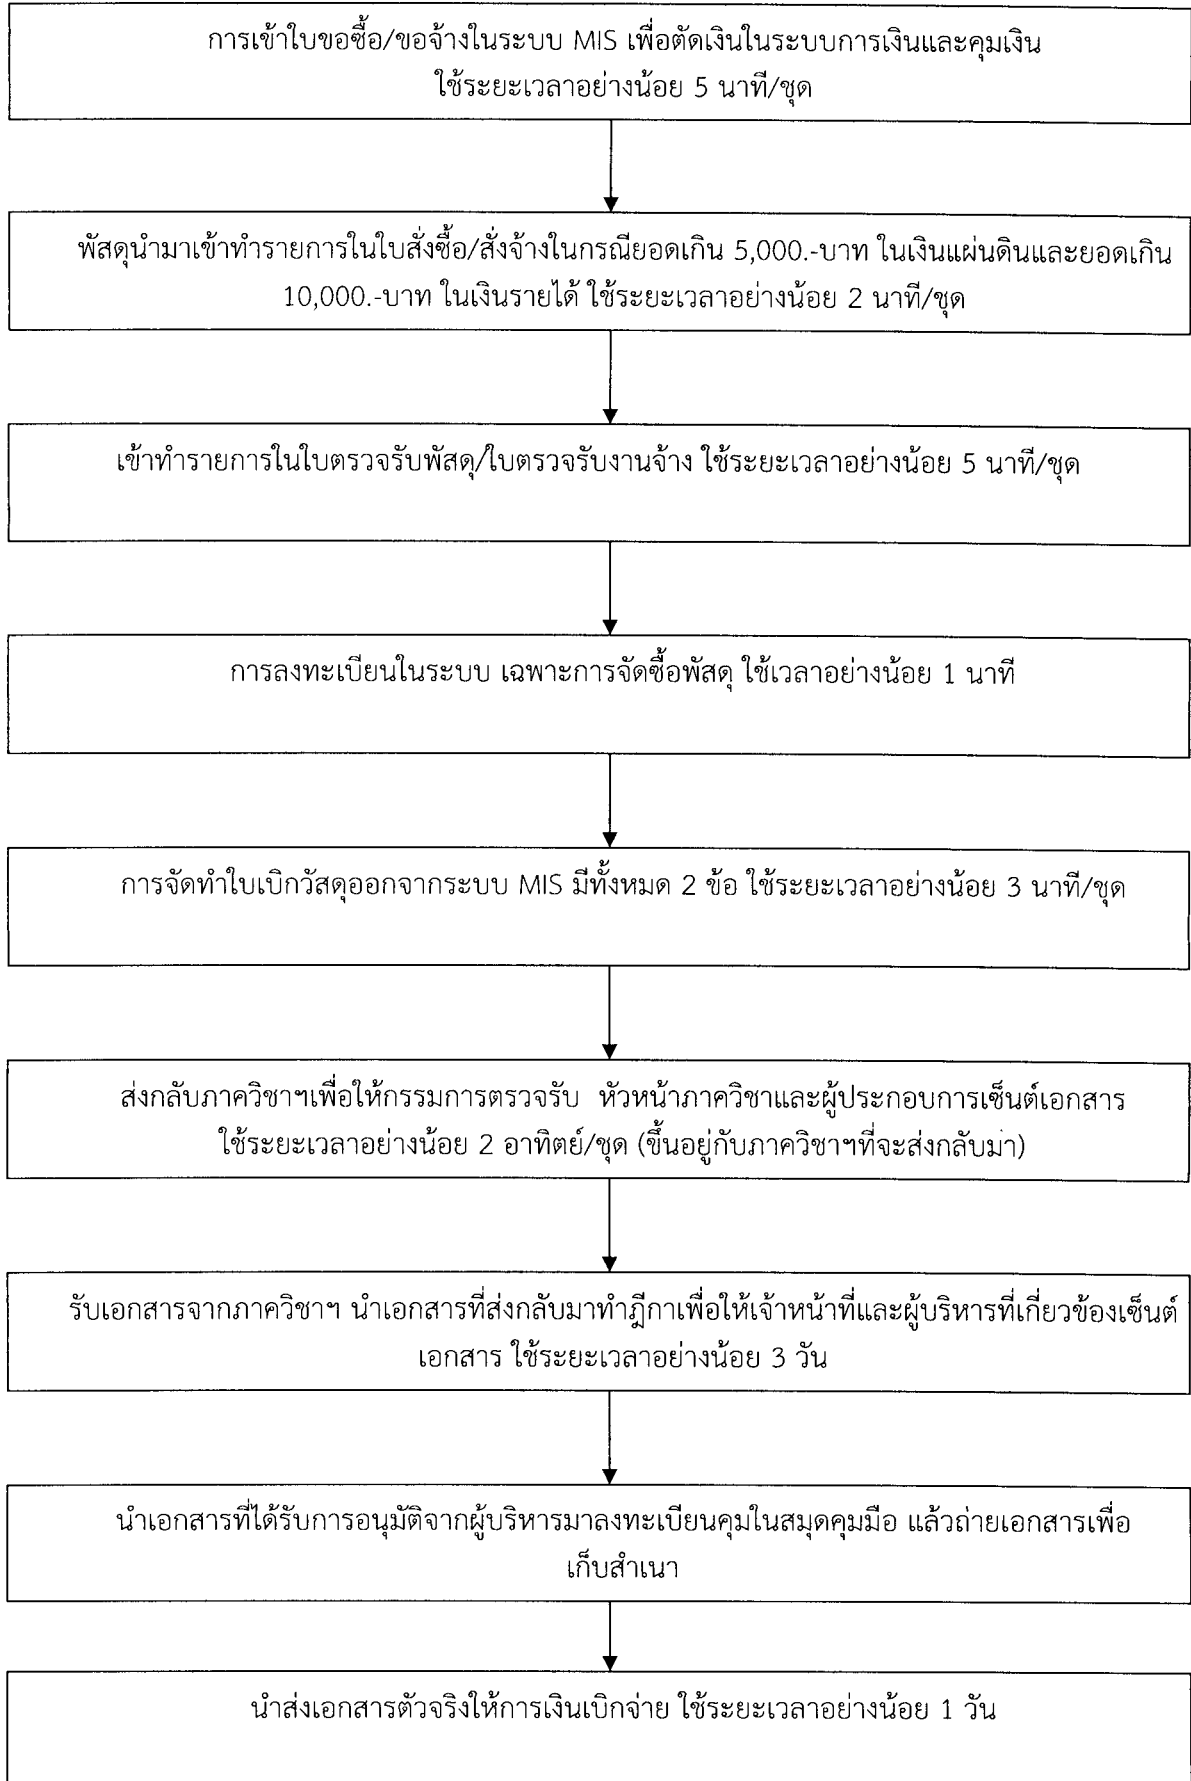 การเข้าใบขอซื้อ/ขอจ้างในระบบ MIS เพื่อตัดเงินในระบบการเงินและคุมเงิน
ใช้ระยะเวลาอย่างน้อย 5 นาที/ชุด
พัสดุนำมาเข้าทำรายการในใบสั่งซื้อ/สั่งจ้างในกรณียอดเกิน 5,000.-บาท ในเงินแผ่นดินและยอดเกิน
10,000.-บาท ในเงินรายได้ ใช้ระยะเวลาอย่างน้อย 2 นาที/ชุด
เข้าทำรายการในใบตรวจรับพัสดุ/ใบตรวจรับงานจ้าง ใช้ระยะเวลาอย่างน้อย 5 นาที/ชุด
การลงทะเบียนในระบบ เฉพาะการจัดซื้อพัสดุ ใช้เวลาอย่างน้อย 1 นาที
การจัดทำใบเบิกวัสดุออกจากระบบ MIS มีทั้งหมด 2 ข้อ ใช้ระยะเวลาอย่างน้อย 3 นาที/ชุด
ส่งกลับภาควิชาฯเพื่อให้กรรมการตรวจรับ หัวหน้าภาควิชาและผู้ประกอบการเซ็นต์เอกสาร
ใช้ระยะเวลาอย่างน้อย 2 อาทิตย์/ชุด (ขึ้นอยู่กับภาควิชาฯที่จะส่งกลับมา)
รับเอกสารจากภาควิชาฯ นำเอกสารที่ส่งกลับมาทำฎีกาเพื่อให้เจ้าหน้าที่และผู้บริหารที่เกี่ยวข้องเซ็นต์
เอกสาร ใช้ระยะเวลาอย่างน้อย 3 วัน
นำเอกสารที่ได้รับการอนุมัติจากผู้บริหารมาลงทะเบียนคุมในสมุดคุมมือ แล้วถ่ายเอกสารเพื่อ
เก็บสำเนา
นำส่งเอกสารตัวจริงให้การเงินเบิกจ่าย ใช้ระยะเวลาอย่างน้อย 1 วัน